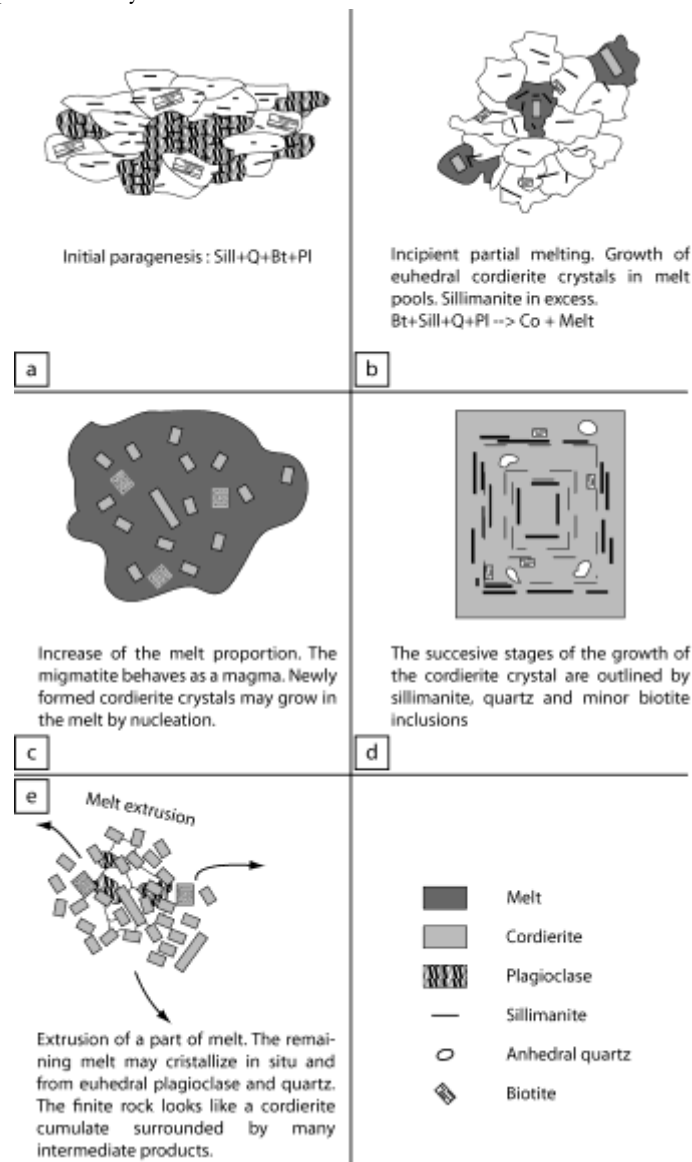 Initial paragenesis : Sill+Q+Bt+Pl
a
Incipient partial melting. Growth of
euhedral cordierite crystals in melt
pools. Sillimanite in excess.
Bt+Sill+Q+Pl --> Co + Melt
b
Increase of the melt proportion. The
migmatite behaves as a magma. Newly
formed cordierite crystals may grow in
the melt by nucleation.
c
The succesive stages of the growth of
the cordierite crystal are outlined by
sillimanite, quartz and minor biotite
inclusions
d
e
Melt extrusion
Extrusion of a part of melt. The remai-
ning melt may cristallize in situ and
from euhedral plagioclase and quartz.
The finite rock looks like a cordierite
cumulate surrounded by many
intermediate products.
Melt
Cordierite
Plagioclase
Sillimanite
Anhedral quartz
Biotite